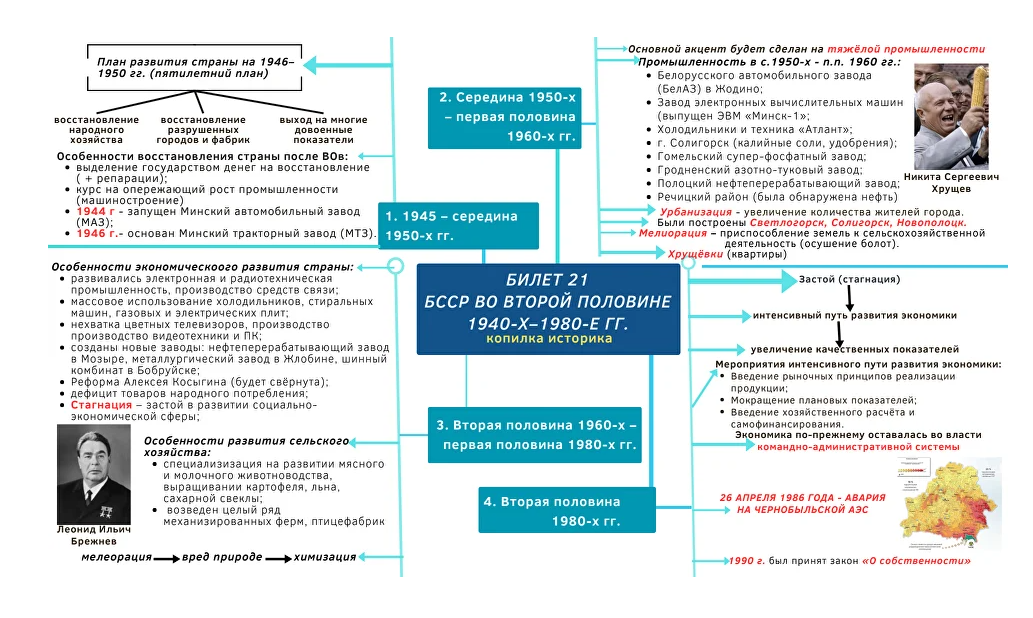 План развития страны на 1946–
1950 гг. (пятилетний план)
восстановление
народного
хозяйства
восстановление
разрушенных
городов и фабрик
выход на многие
довоенные
показатели
Особенности восстановления страны после ВОв:
выделение государством денег на восстановление
( + репарации);
курс на опережающий рост промышленности
(машиностроение)
1944 г - запущен Минский автомобильный завод
(МАЗ);
1946 г.- основан Минский тракторный завод (МТЗ).
1. 1945 – середина
1950-х гг.
2. Середина 1950-х
– первая половина
1960-х гг.
Основной акцент будет сделан на тяжёлой промышленности
Промышленность в с.1950-х - п.п. 1960 гг.:
Белорусского автомобильного завода
(БелАЗ) в Жодино;
Завод электронных вычислительных машин
(выпущен ЭВМ «Минск-1»;
Холодильники и техника «Атлант»;
г. Солигорск (калийные соли, удобрения);
Гомельский супер-фосфатный завод;
Гродненский азотно-туковый завод;
Полоцкий нефтеперерабатывающий завод;
Речицкий район (была обнаружена нефть)
Никита Сергеевич
Хрущев
Урбанизация - увеличение количества жителей города.
Были построены Светлогорск, Солигорск, Новополоцк.
Мелиорация – приспособление земель к сельскохозяйственной
деятельность (осушение болот).
Хрущёвки (квартиры)
БИЛЕТ 21
БССР ВО ВТОРОЙ ПОЛОВИНЕ
1940-Х–1980-Е ГГ.
копилка историка
Особенности экономическоого развития страны:
развивались электронная и радиотехническая
промышленность, производство средств связи;
массовое использование холодильников, стиральных
машин, газовых и электрических плит;
нехватка цветных телевизоров, производство
производство видеотехники и ПК;
созданы новые заводы: нефтеперерабатывающий завод
в Мозыре, металлургический завод в Жлобине, шинный
комбинат в Бобруйске;
Реформа Алексея Косыгина (будет свёрнута);
дефицит товаров народного потребления;
Стагнация – застой в развитии социально-
экономической сферы;
Леонид Ильич
Брежнев
Особенности развития сельского
хозяйства:
специализизация на развитии мясного
и молочного животноводства,
выращивании картофеля, льна,
сахарной свеклы;
возведен целый ряд
механизированных ферм, птицефабрик
мелеорация
вред природе
химизация
3. Вторая половина 1960-х –
первая половина 1980-х гг.
4. Вторая половина
1980-х гг.
Застой (стагнация)
интенсивный путь развития экономики
увеличение качественных показателей
Мероприятия интенсивного пути развития экономики:
Введение рыночных принципов реализации
продукции;
Мокращение плановых показателей;
Введение хозяйственного расчёта и
самофинансирования.
Экономика по-прежнему оставалась во власти
командно-административной системы
26 АПРЕЛЯ 1986 ГОДА - АВАРИЯ
НА ЧЕРНОБЫЛЬСКОЙ АЭС
1990 г. был принят закон «О собственности»